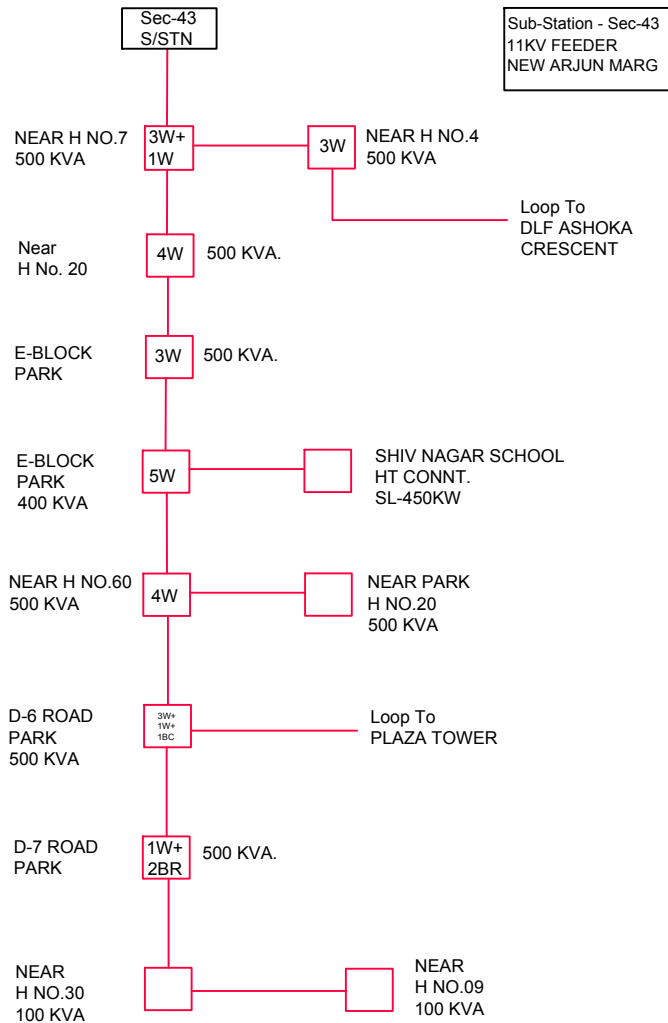 Sec-43
S/STN
Sub-Station - Sec-43
11KV FEEDER
NEW ARJUN MARG
NEAR H NO.7
500 KVA
3W+
1W
3W
NEAR H NO.4
500 KVA
Loop To
DLF ASHOKA
CRESCENT
Near
H No. 20
4W
500 KVA.
E-BLOCK
PARK
3W
500 KVA.
E-BLOCK
PARK
400 KVA
5W
SHIV NAGAR SCHOOL
HT CONNT.
SL-450KW
NEAR H NO.60
500 KVA
4W
NEAR PARK
H NO.20
500 KVA
D-6 ROAD
PARK
500 KVA
3W+
1W+
1BC
Loop To
PLAZA TOWER
D-7 ROAD
PARK
1W+
2BR
500 KVA.
NEAR
H NO.30
100 KVA
NEAR
H NO.09
100 KVA